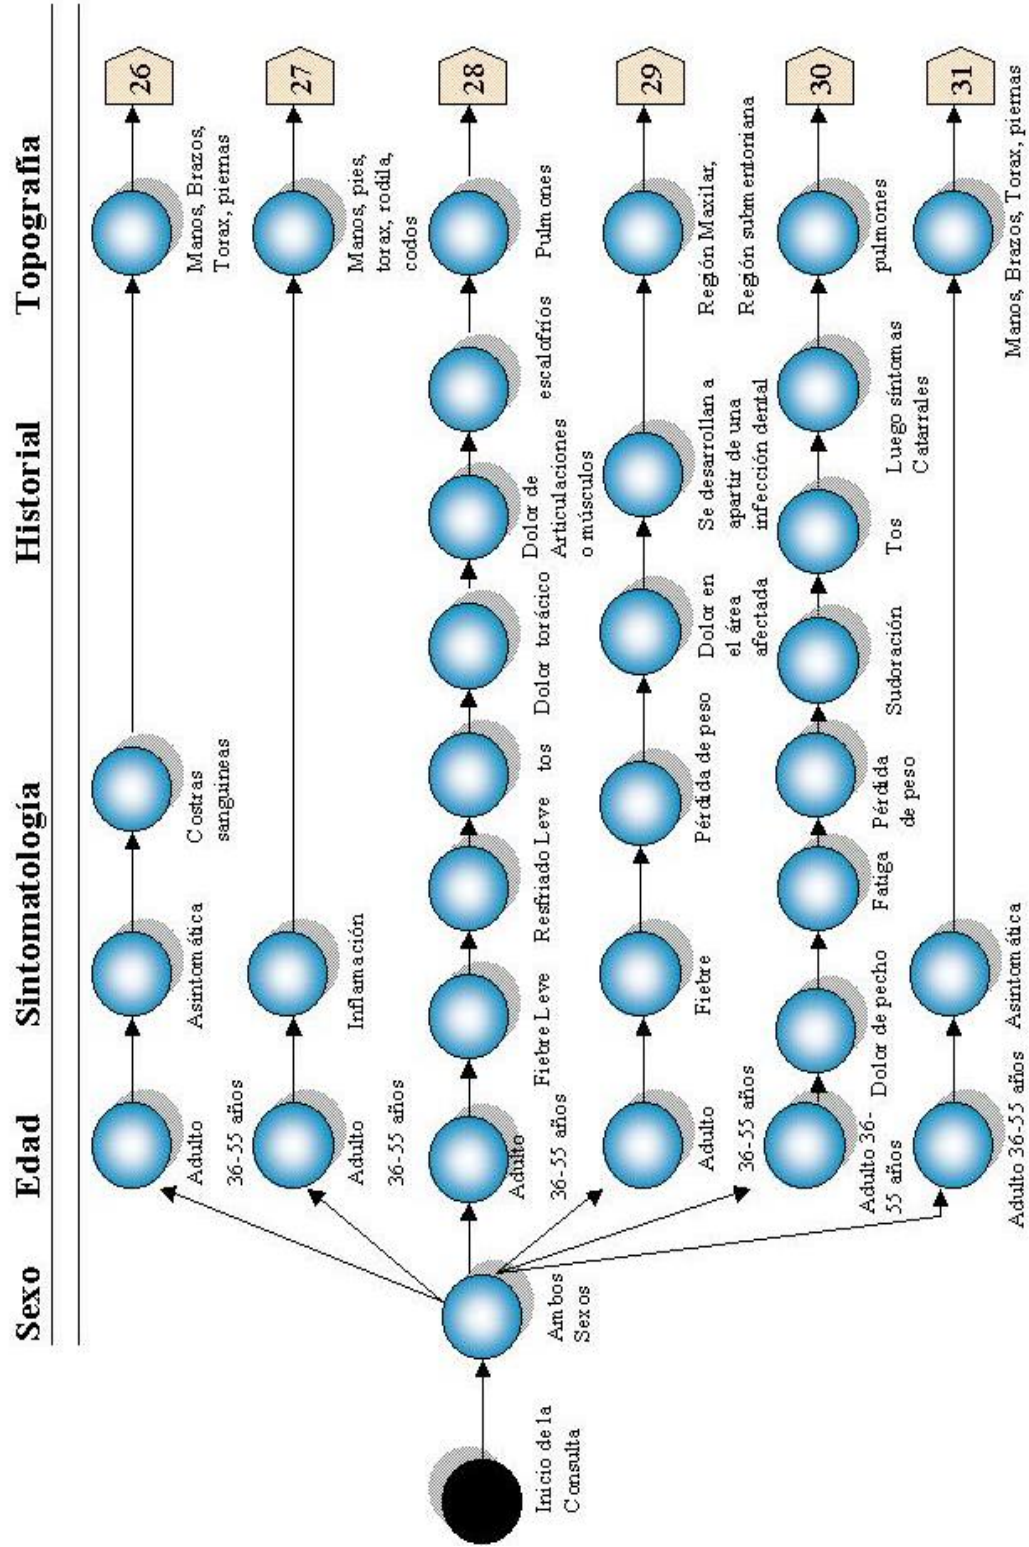 Sexo Edad Sintomatología Historial Topografía
Inicio de la
Consulta
Ambos
Sexos
Adulto
36-55 años
Asintomática
Costras
sanguineas
Manos, Brazos,
Torax, piernas
26
Adulto
36-55 años
Inflamación
Manos, pies,
torax, rodila,
codos
27
Adulto
36-55 años
Fiebre Leve
Resfriado Leve
tos
Dolor torácico
Dolor de
Articulaciones
o músculos
escalofríos
Pulmones
28
Adulto
36-55 años
Fiebre
Pérdida de peso
Dolor en
el área
afectada
Se desarrollan a
apartir de una
infección dental
Región Maxilar,
Región submentoniana
29
Adulto 36-
55 años
Dolor de pecho
Fatiga
Pérdida
de peso
Sudoración
Tos
Luego síntomas
Catarrales
pulmones
30
Adulto 36-55 años
Asintomática
Manos, Brazos, Torax, piernas
31